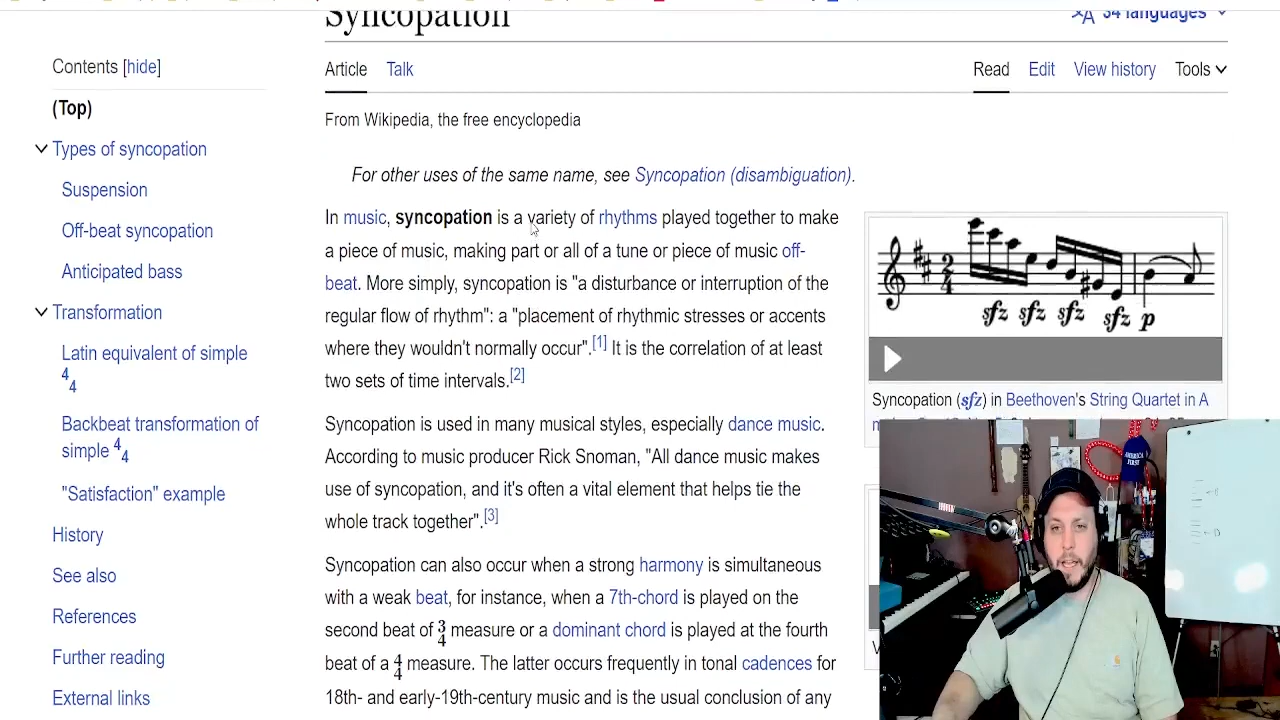 Syncopation
34 languages
Contents [hide]
Article Talk
Read Edit View history Tools
(Top)
From Wikipedia, the free encyclopedia
Types of syncopation
Suspension
Off-beat syncopation
Anticipated bass
Transformation
Latin equivalent of simple
4
4
Backbeat transformation of
simple 4
4
"Satisfaction" example
History
See also
References
Further reading
External links
For other uses of the same name, see Syncopation (disambiguation).
In music, syncopation is a variety of rhythms played together to make
a piece of music, making part or all of a tune or piece of music off-
beat. More simply, syncopation is "a disturbance or interruption of the
regular flow of rhythm": a "placement of rhythmic stresses or accents
where they wouldn't normally occur".[1] It is the correlation of at least
two sets of time intervals.[2]
Syncopation is used in many musical styles, especially dance music.
According to music producer Rick Snoman, "All dance music makes
use of syncopation, and it's often a vital element that helps tie the
whole track together".[3]
Syncopation can also occur when a strong harmony is simultaneous
with a weak beat, for instance, when a 7th-chord is played on the
second beat of 3/4 measure or a dominant chord is played at the fourth
beat of a 4/4 measure. The latter occurs frequently in tonal cadences for
18th- and early-19th-century music and is the usual conclusion of any
2
4
sfz sfz sfz sfz p
Syncopation (sfz) in Beethoven's String Quartet in A
AMERICA
FIRST